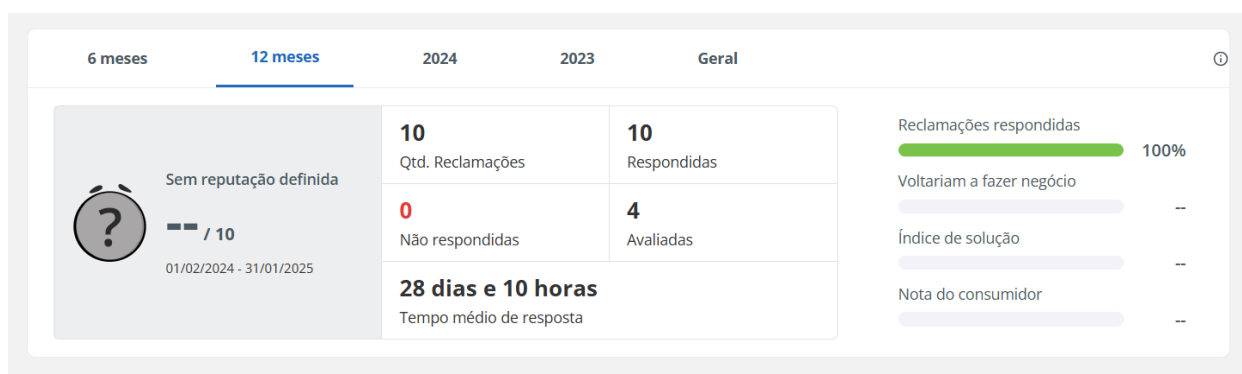 6 meses
12 meses
2024
2023
Geral
?
Sem reputação definida
-- / 10
01/02/2024 - 31/01/2025
10
Qtd. Reclamações
10
Respondidas
0
Não respondidas
4
Avaliadas
28 dias e 10 horas
Tempo médio de resposta
Reclamações respondidas
100%
Voltariam a fazer negócio
--
Índice de solução
--
Nota do consumidor
--